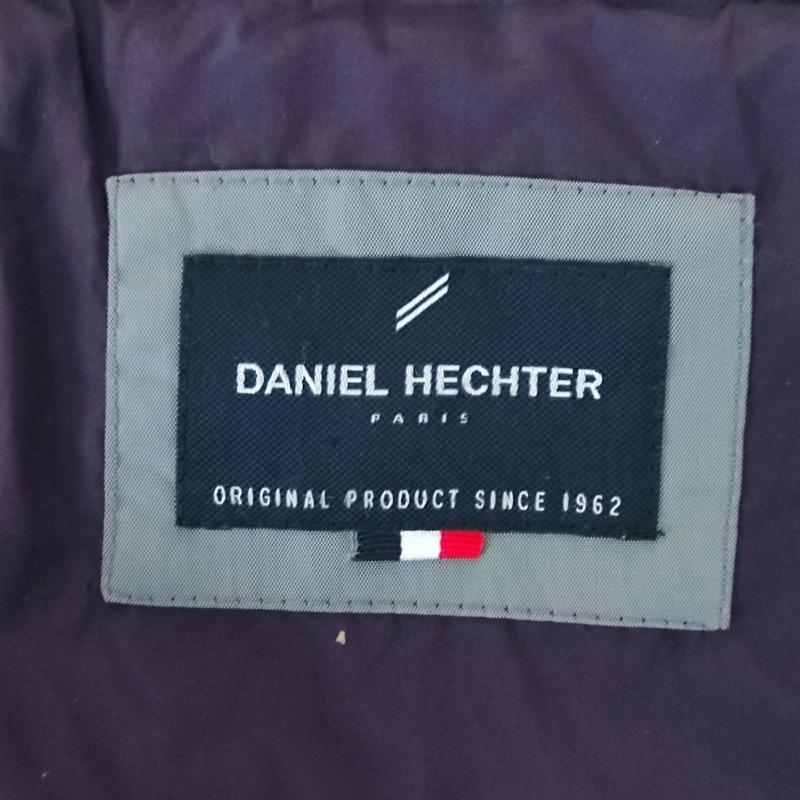 DANIEL HECHTER
PARIS
ORIGINAL PRODUCT SINCE 1962